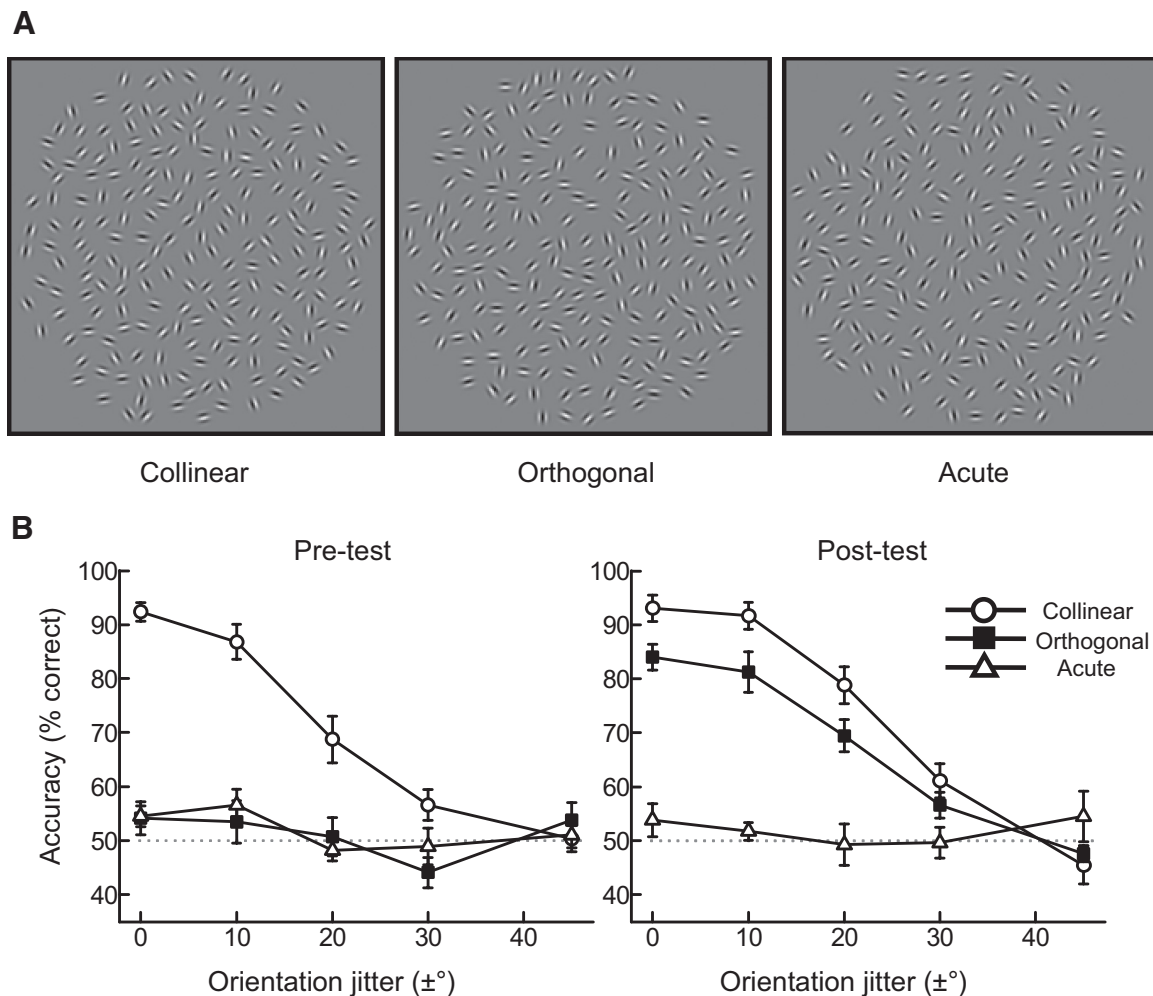 A
Collinear Orthogonal Acute
B
Pre-test Post-test
Accuracy (% correct)
100
90
80
70
60
50
40
0 10 20 30 40
Orientation jitter (±°)
100
90
80
70
60
50
40
0 10 20 30 40
Orientation jitter (±°)
Collinear
Orthogonal
Acute